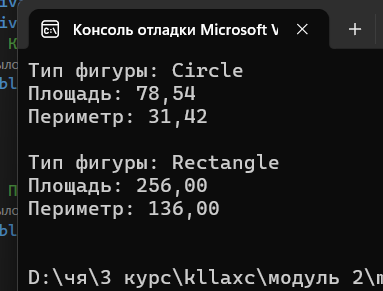 Консоль отладки Microsoft V
Тип фигуры: Circle
Площадь: 78,54
Периметр: 31,42
Тип фигуры: Rectangle
Площадь: 256,00
Периметр: 136,00
D:\чя\3 курс\kllaxc\модуль 2\m